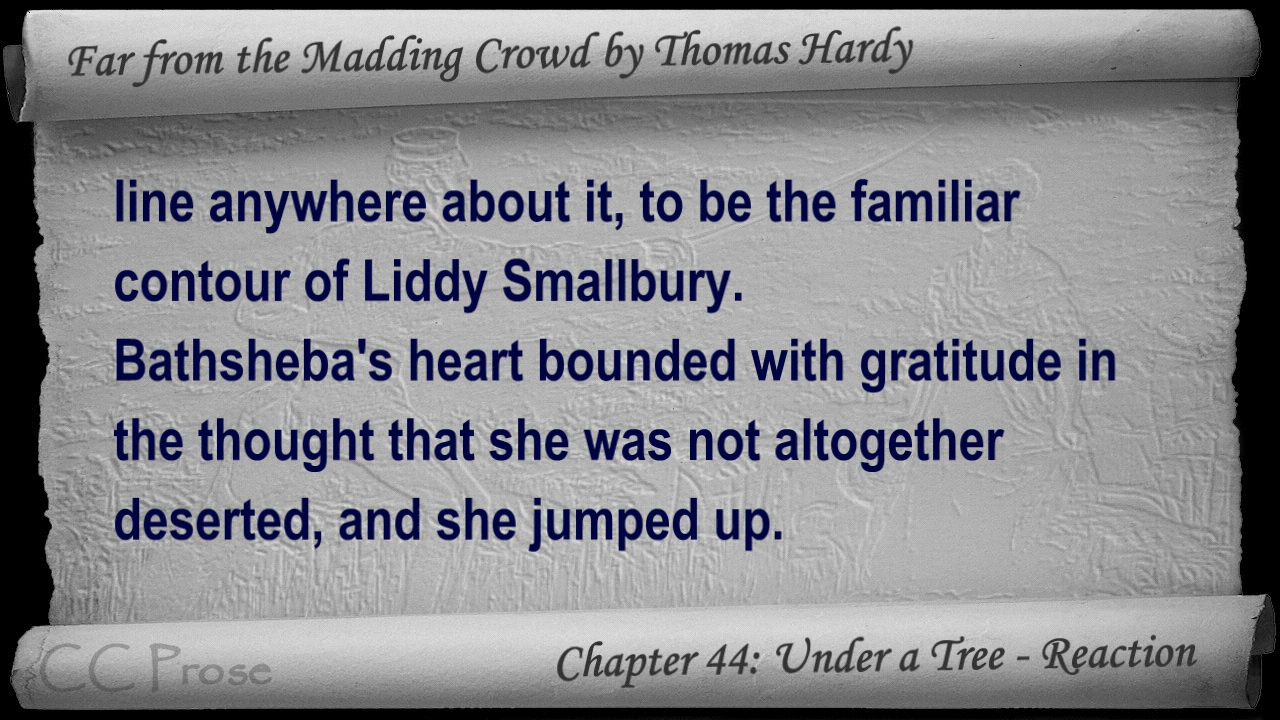 Far from the Madding Crowd by Thomas Hardy
line anywhere about it, to be the familiar
contour of Liddy Smallbury.
Bathsheba's heart bounded with gratitude in
the thought that she was not altogether
deserted, and she jumped up.
CC Prose
Chapter 44: Under a Tree - Reaction